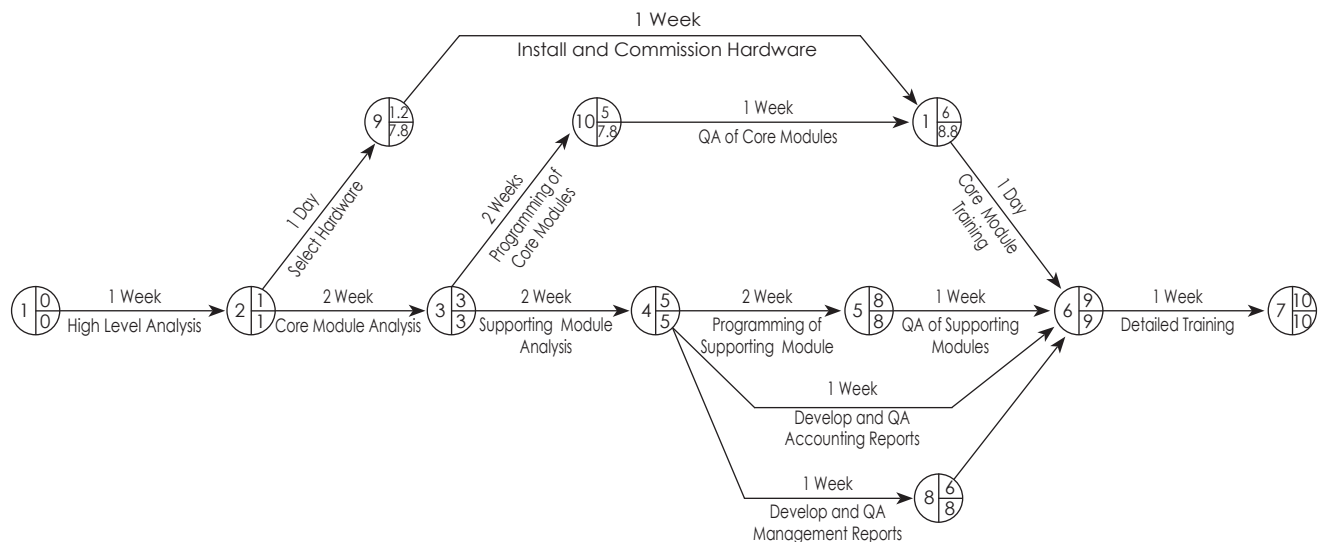 1 Week
Install and Commission Hardware
9 1.2 7.8
10 5 7.8
1 Week
QA of Core Modules
1 6 8.8
1 Day
Select Hardware
2 Weeks
Programming of
Core Modules
1 Day
Core Module
Training
1 0 0
1 Week
High Level Analysis
2 1 1
2 Week
Core Module Analysis
3 3 3
2 Week
Supporting Module
Analysis
4 5 5
2 Week
Programming of
Supporting Module
5 8 8
1 Week
QA of Supporting
Modules
6 9 9
1 Week
Detailed Training
7 10 10
1 Week
Develop and QA
Accounting Reports
1 Week
Develop and QA
Management Reports
8 6 8